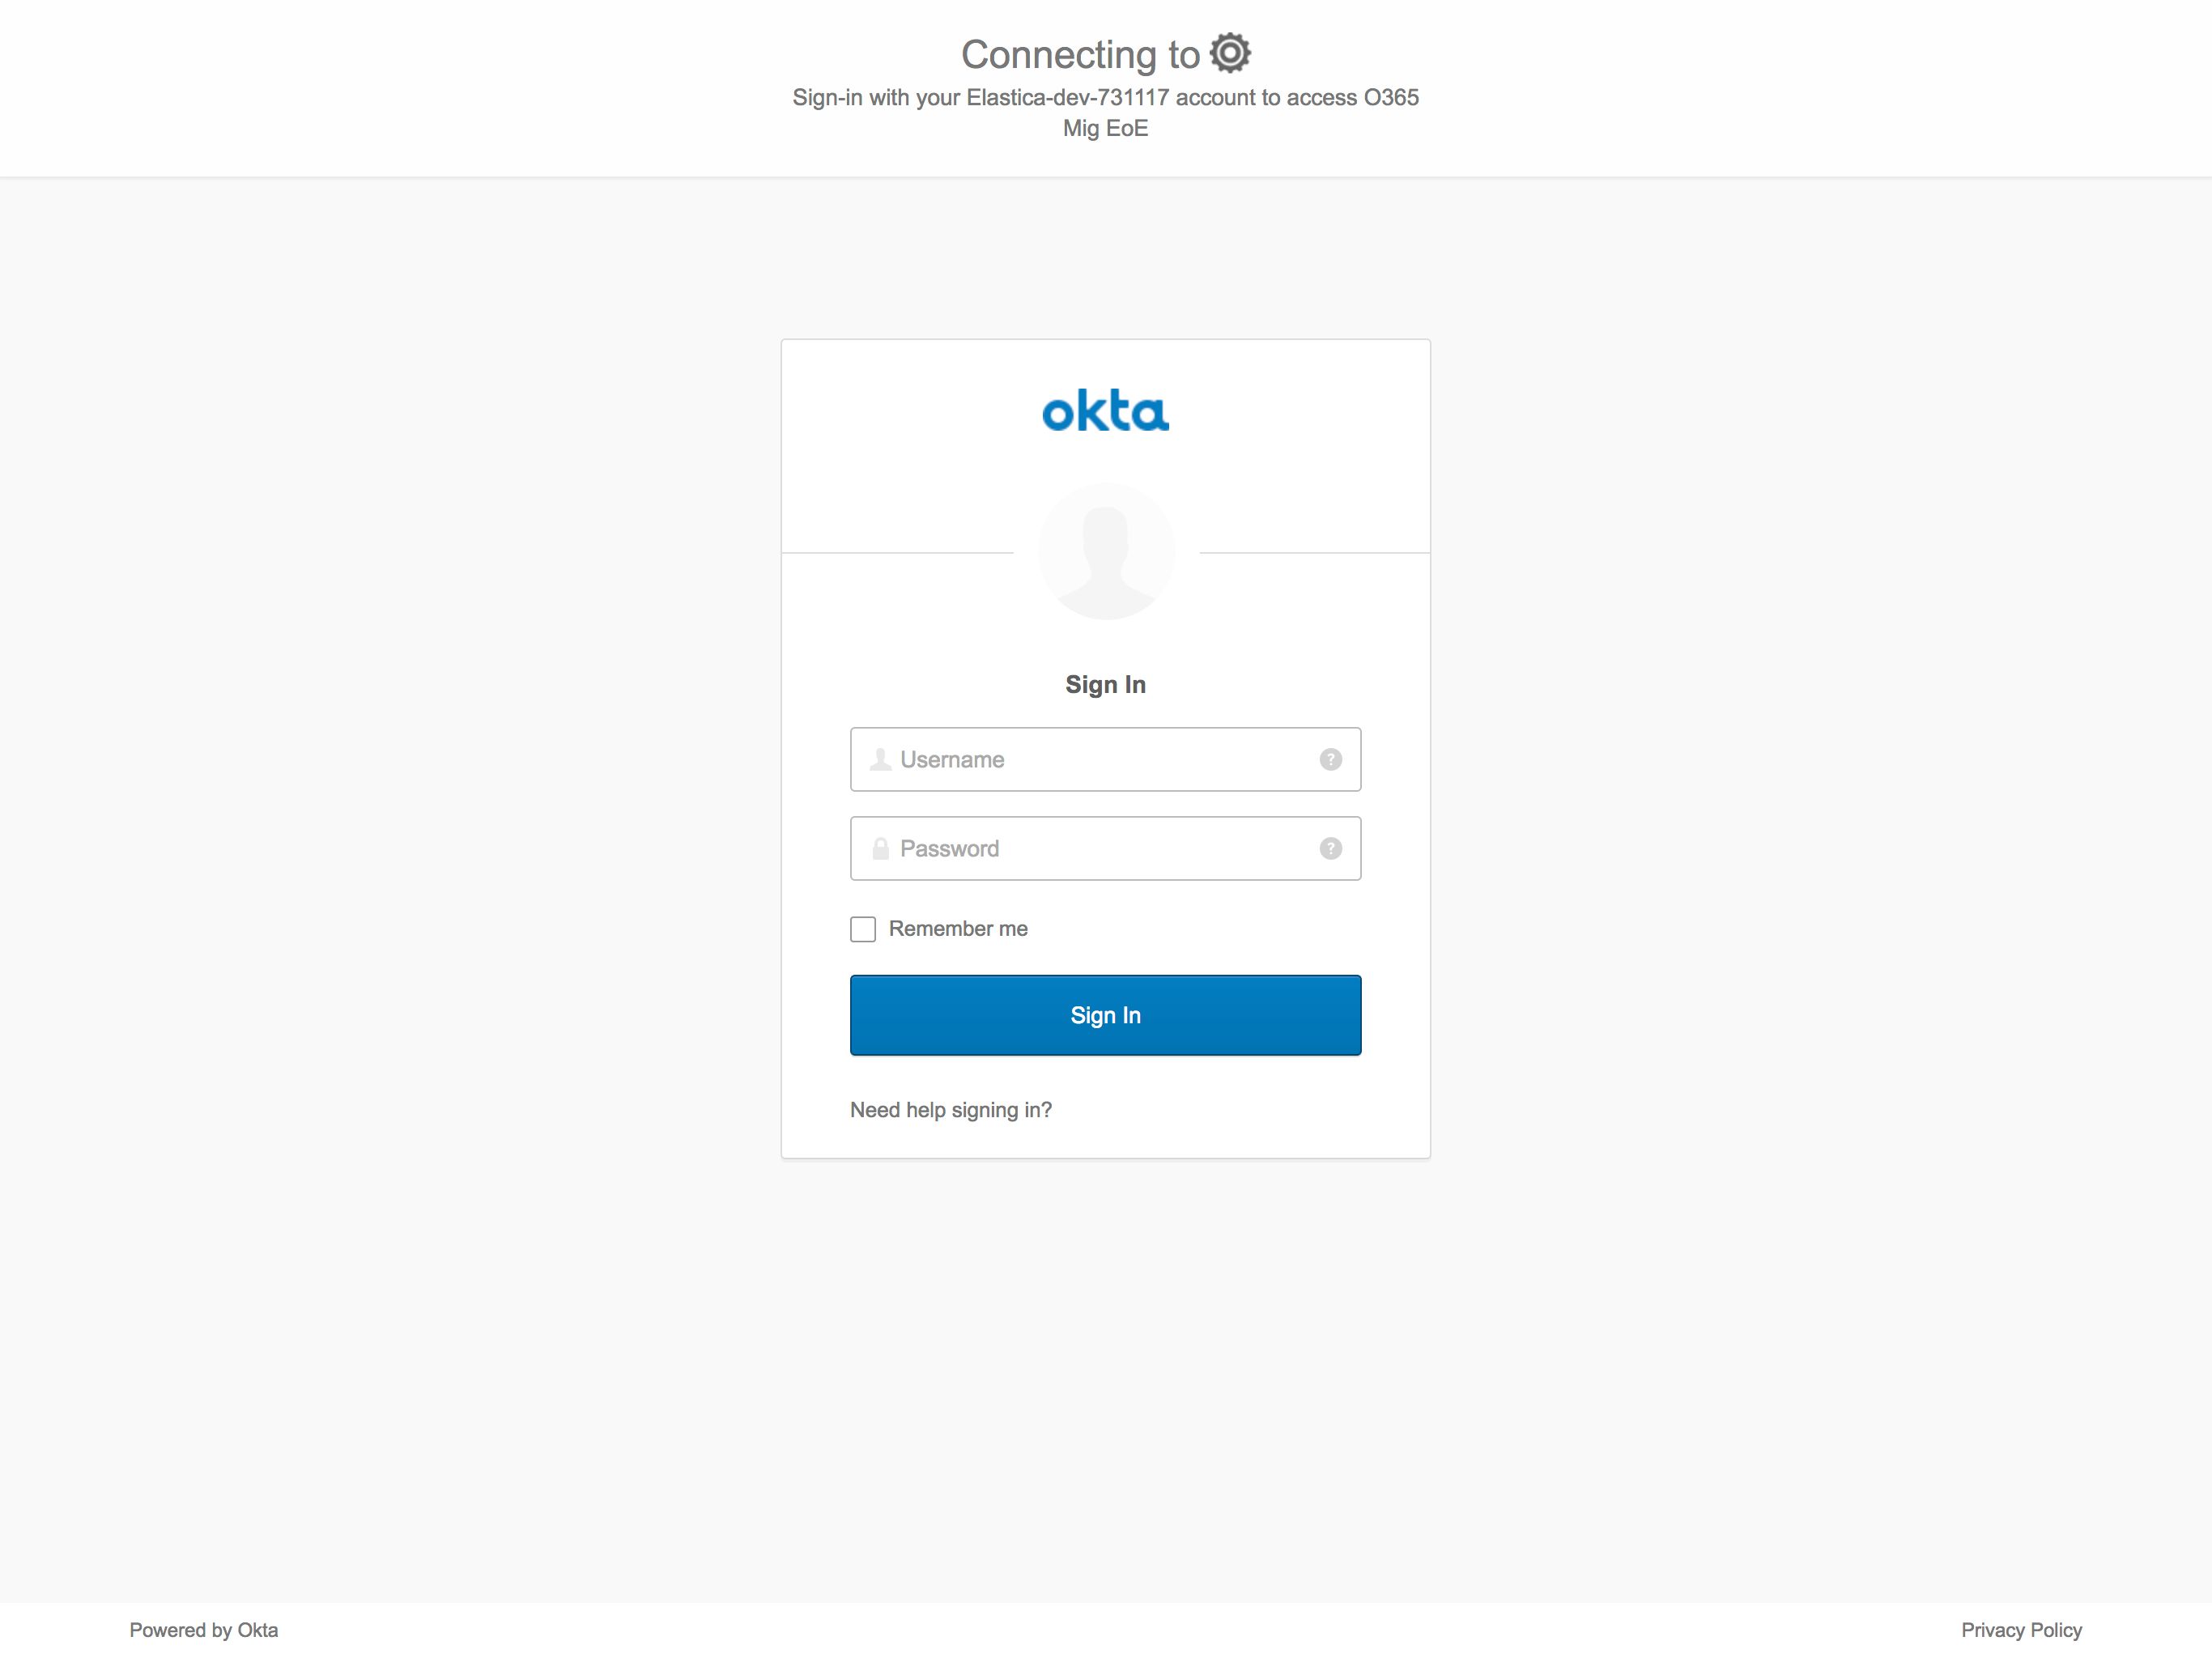 Connecting to
Sign-in with your Elastica-dev-731117 account to access O365
Mig EoE
okta
Sign In
Username
?
Password
?
Remember me
Sign In
Need help signing in?
Powered by Okta
Privacy Policy